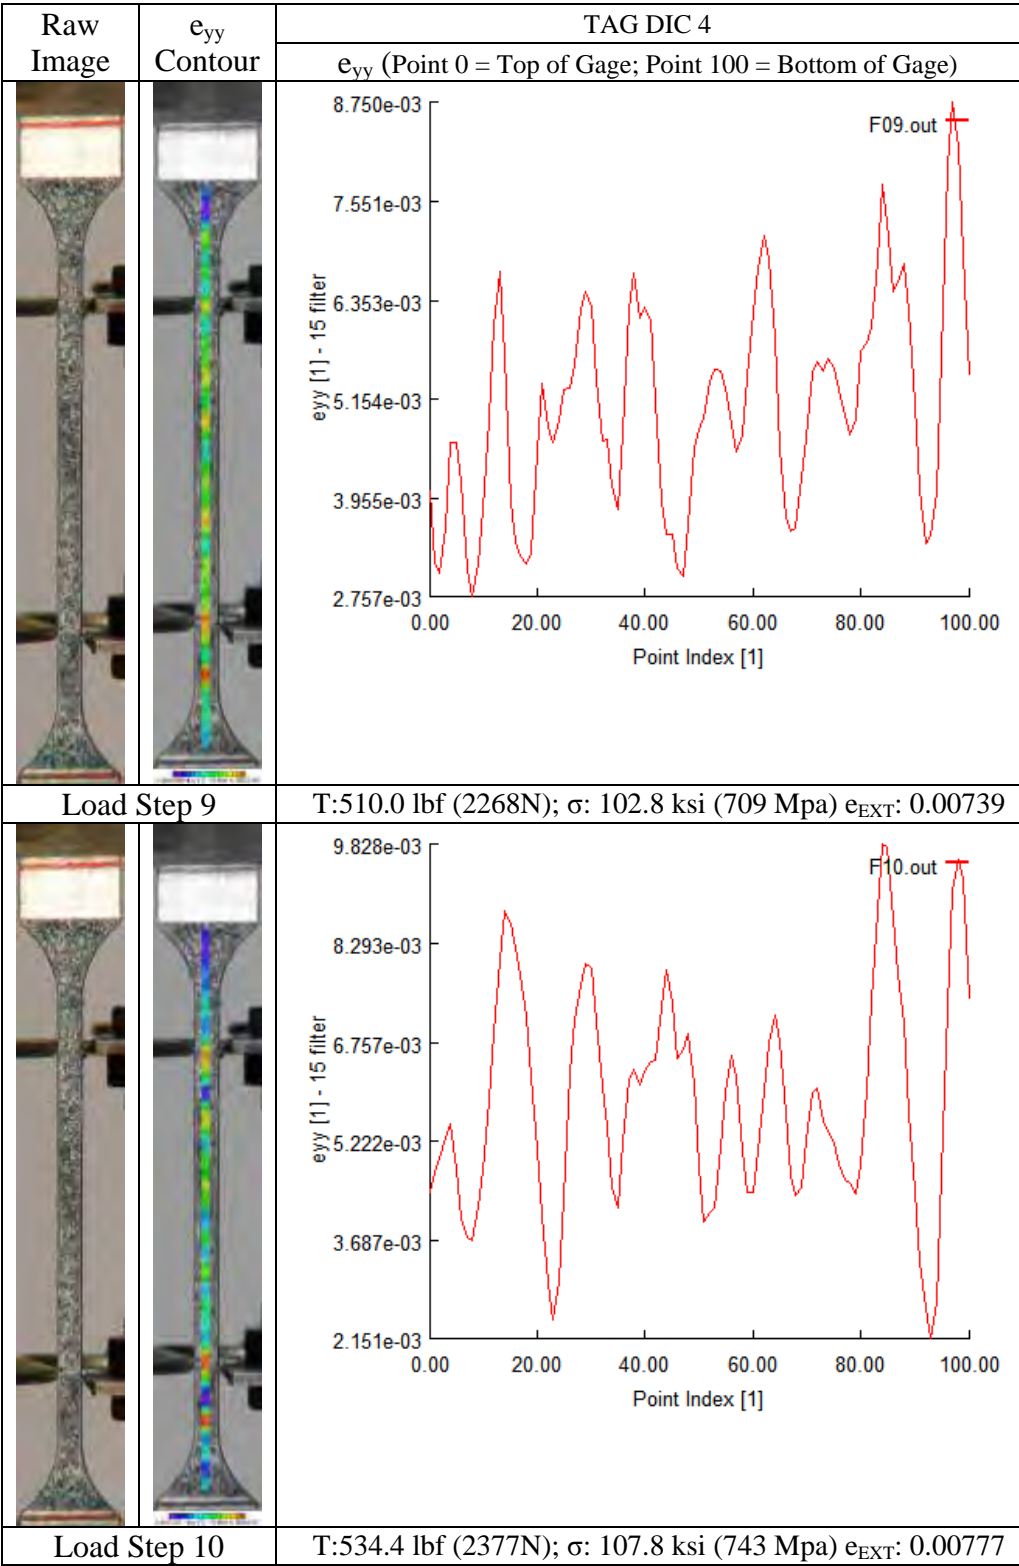 Raw Image
e_yy Contour
TAG DIC 4
e_yy (Point 0 = Top of Gage; Point 100 = Bottom of Gage)
8.750e-03
F09.out
7.551e-03
6.353e-03
eyy [1] - 15 filter
5.154e-03
3.955e-03
2.757e-03
0.00 20.00 40.00 60.00 80.00 100.00
Point Index [1]
Load Step 9
T:510.0 lbf (2268N); σ: 102.8 ksi (709 Mpa) e_EXT: 0.00739
9.828e-03
F10.out
8.293e-03
6.757e-03
eyy [1] - 15 filter
5.222e-03
3.687e-03
2.151e-03
0.00 20.00 40.00 60.00 80.00 100.00
Point Index [1]
Load Step 10
T:534.4 lbf (2377N); σ: 107.8 ksi (743 Mpa) e_EXT: 0.00777